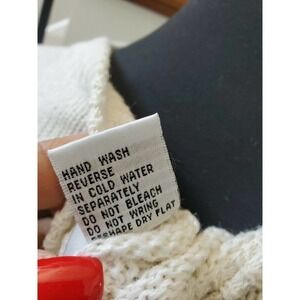 HAND WASH
REVERSE
IN COLD WATER
SEPARATELY
DO NOT BLEACH
DO NOT WRING
RESHAPE DRY FLAT